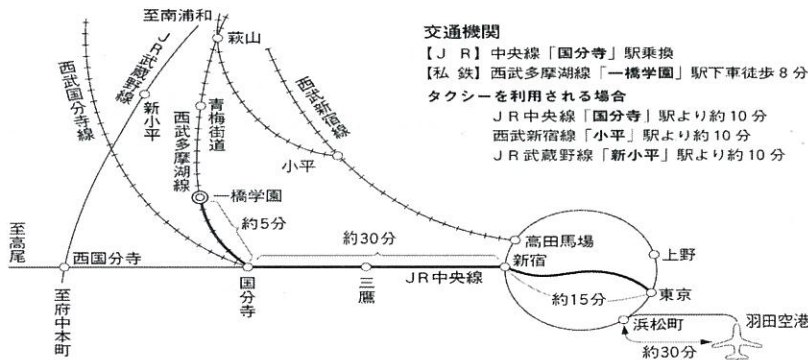 交通機関
【JR】中央線「国分寺」駅乗換
【私鉄】西武多摩湖線「一橋学園」駅下車徒歩8分
タクシーを利用される場合
JR中央線「国分寺」駅より約10分
西武新宿線「小平」駅より約10分
JR武蔵野線「新小平」駅より約10分
至南浦和
萩山
JR武蔵野線
西武国分寺線
新小平
青梅街道
西武多摩湖線
西武新宿線
小平
一橋学園
約5分
至高尾
西国分寺
至府中本町
国分寺
約30分
三鷹
JR中央線
高田馬場
新宿
上野
約15分
東京
浜松町
羽田空港
約30分